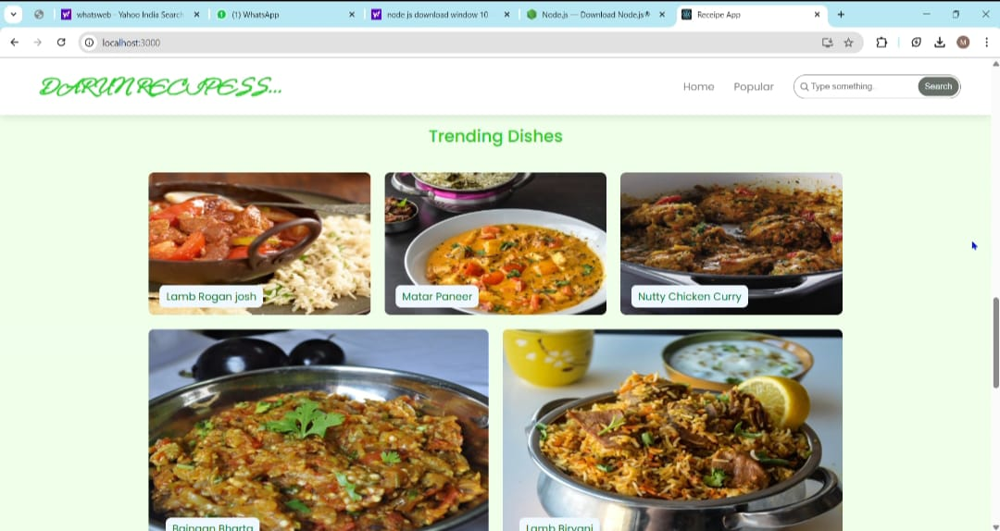 whatsweb - Yahoo India Search
(1) WhatsApp
node js download window 10
Node.js — Download Node.js®
Receipe App
localhost:3000
M
DARUN RECIPESS...
Home
Popular
Type something..
Search
Trending Dishes
Lamb Rogan josh
Matar Paneer
Nutty Chicken Curry
Baingan Bharta
Lamb Biryani